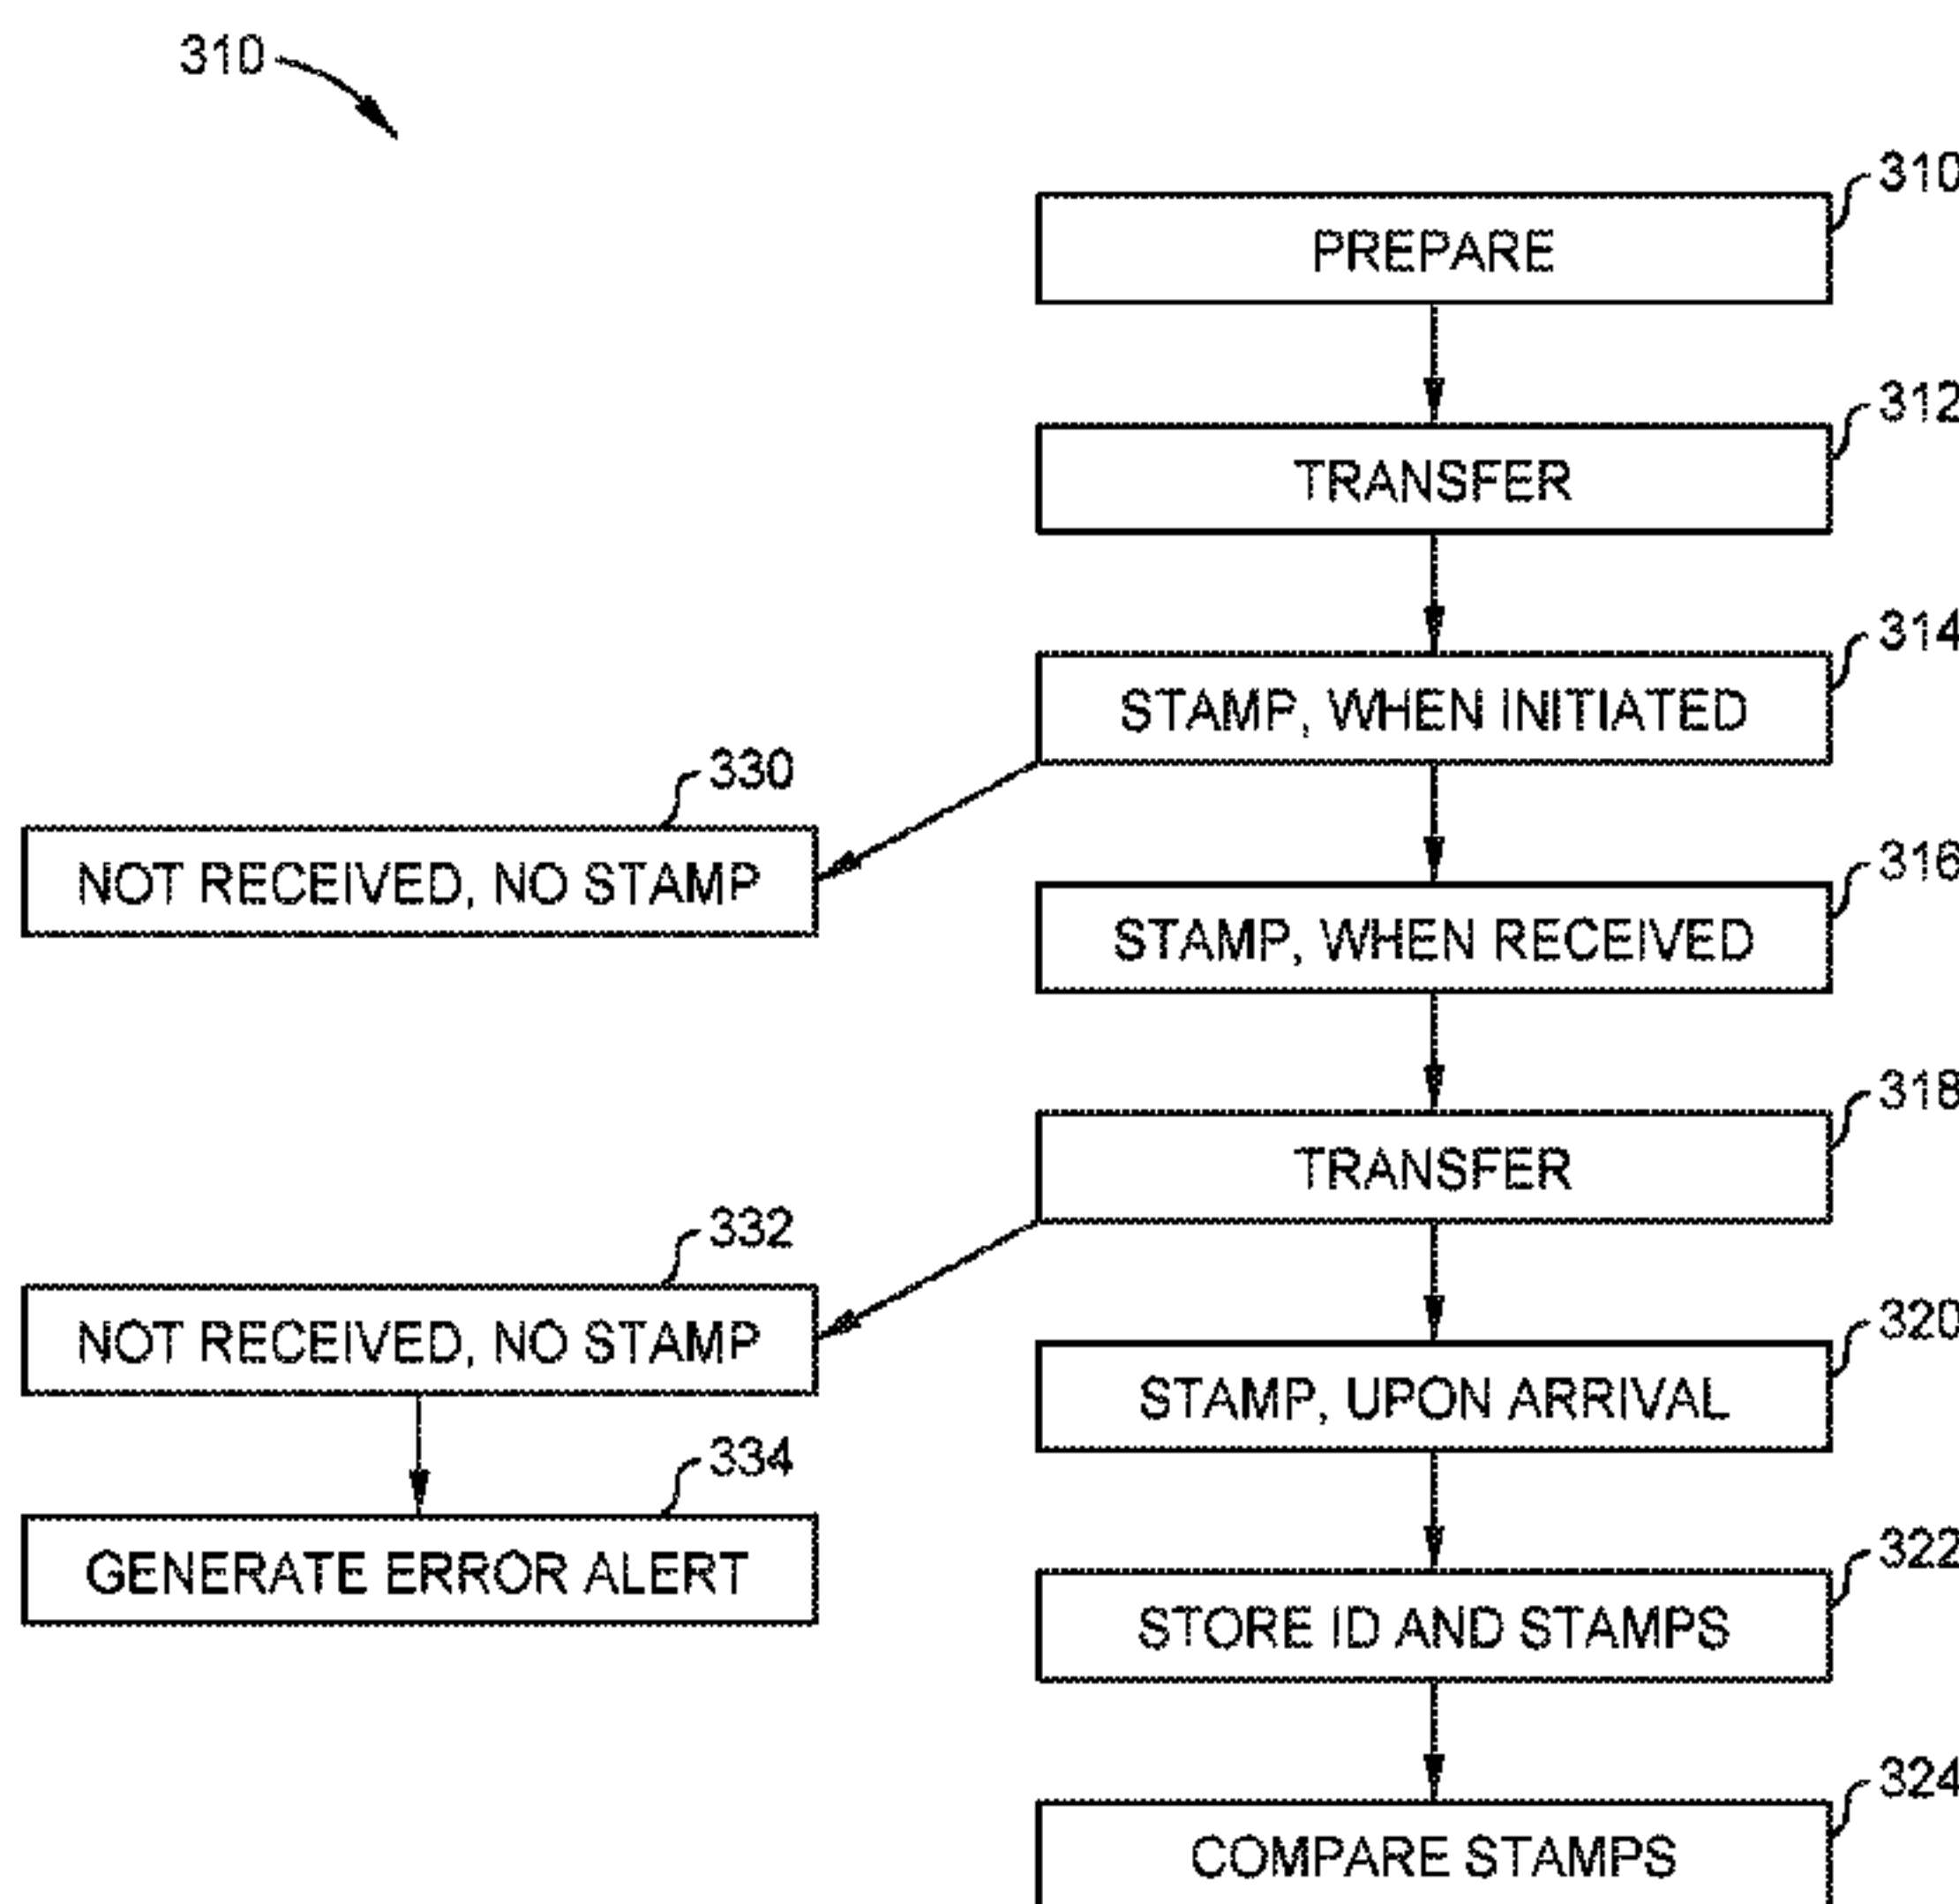 310
310
PREPARE
312
TRANSFER
314
STAMP, WHEN INITIATED
330
NOT RECEIVED, NO STAMP
316
STAMP, WHEN RECEIVED
318
TRANSFER
332
NOT RECEIVED, NO STAMP
320
STAMP, UPON ARRIVAL
334
GENERATE ERROR ALERT
322
STORE ID AND STAMPS
324
COMPARE STAMPS